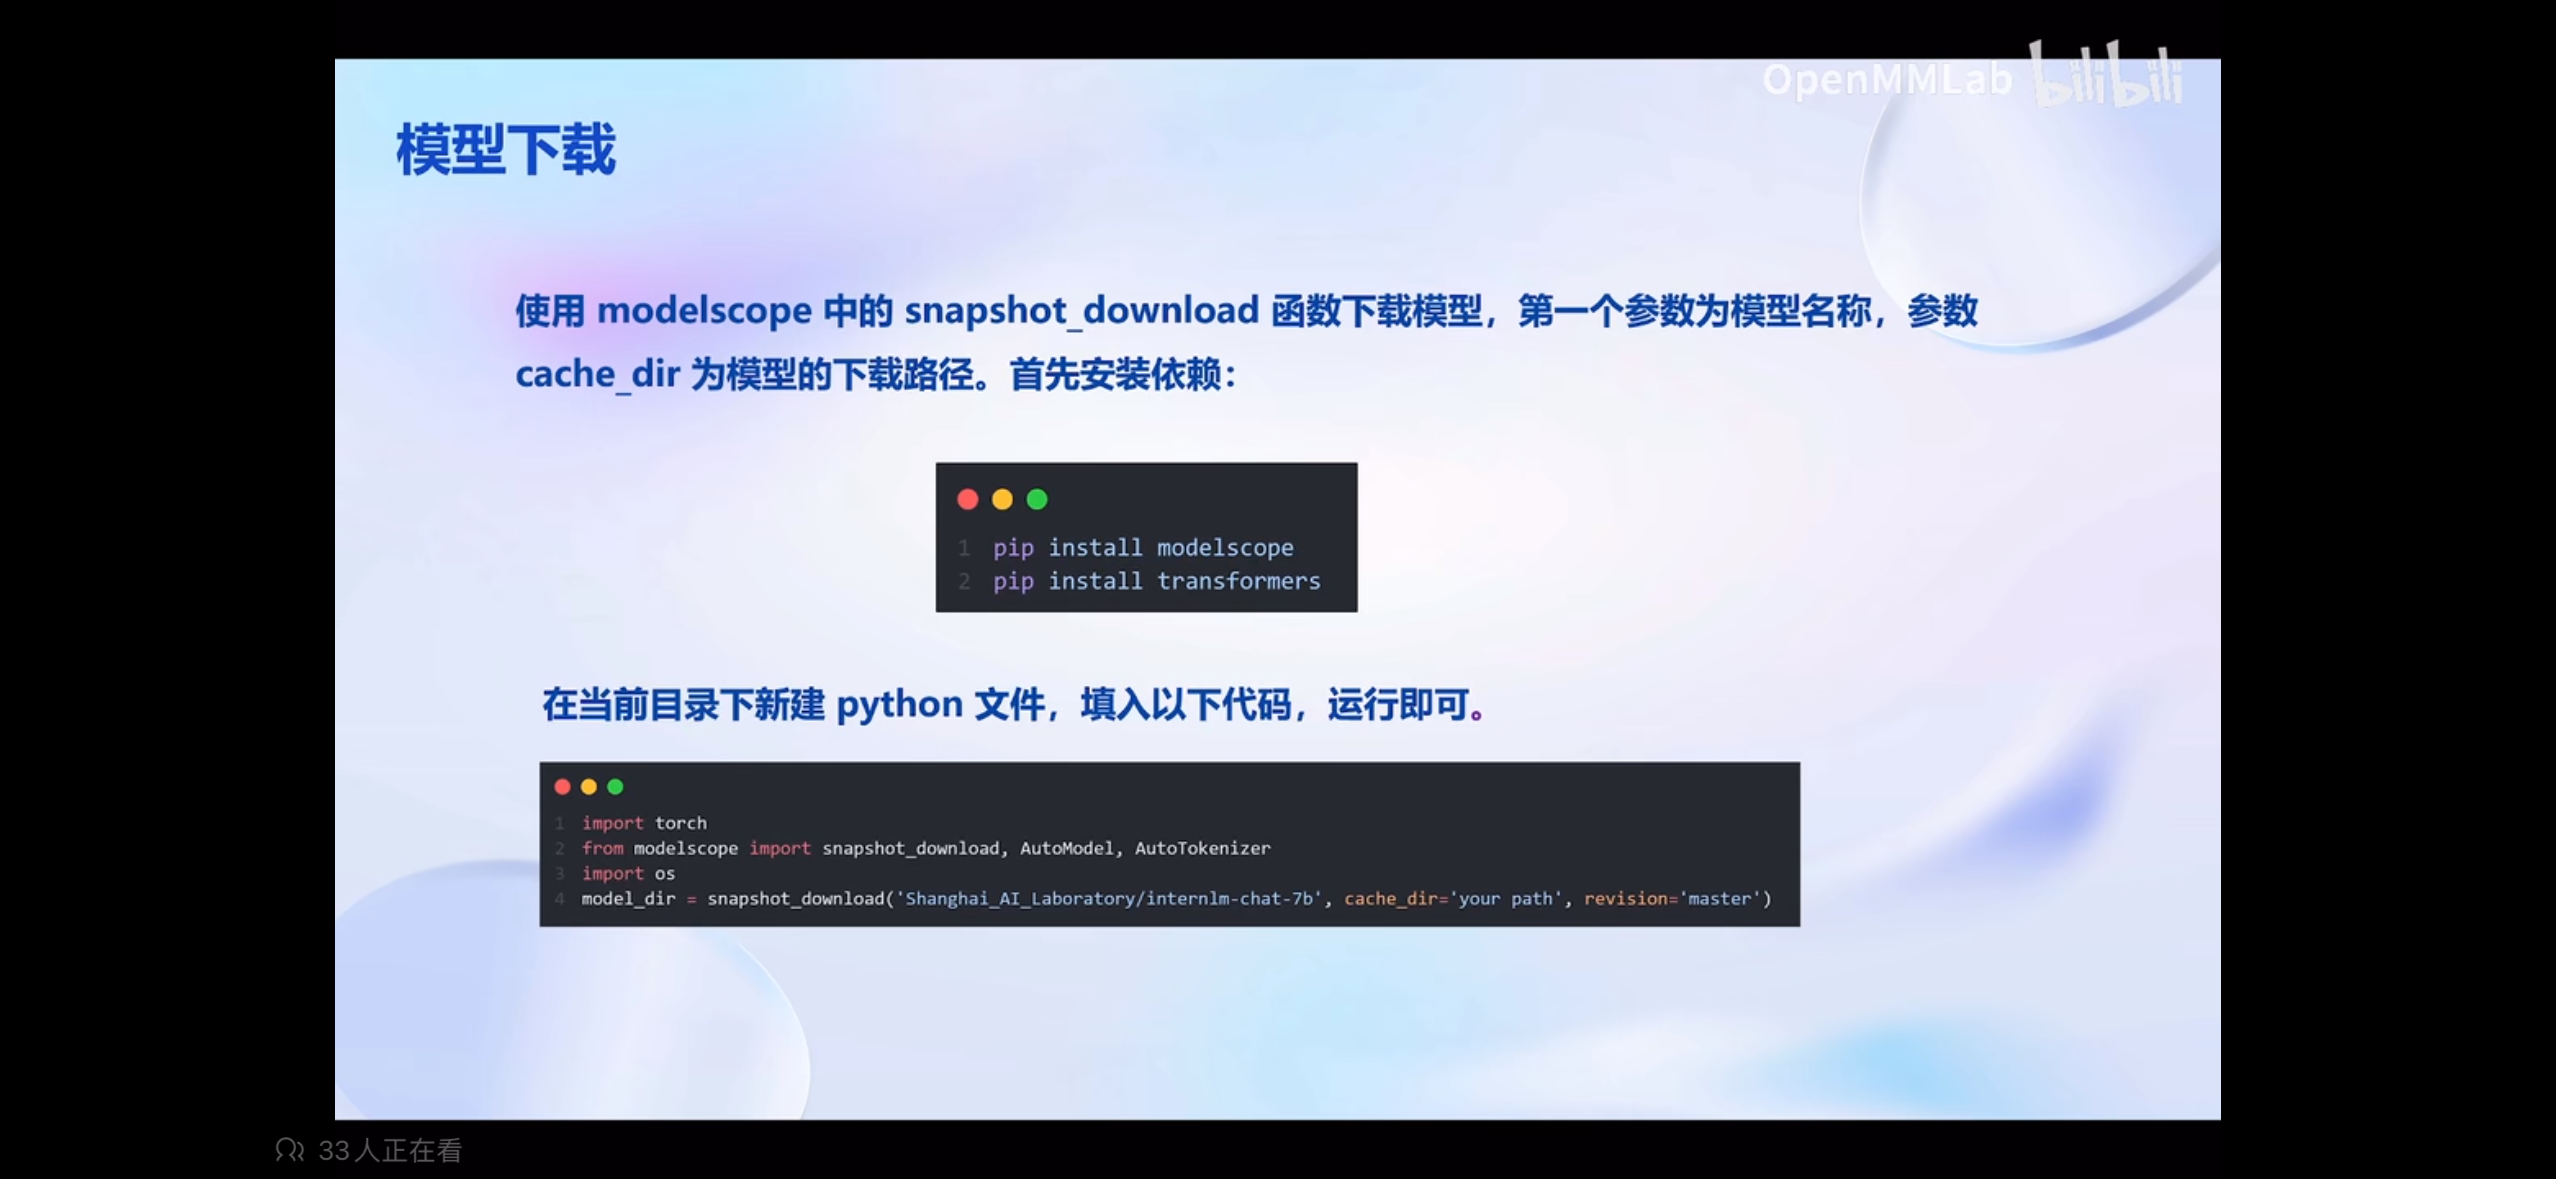 OpenMMLab bilibili
模型下载
使用 modelscope 中的 snapshot_download 函数下载模型，第一个参数为模型名称，参数
cache_dir 为模型的下载路径。首先安装依赖：
1 pip install modelscope
2 pip install transformers
在当前目录下新建 python 文件，填入以下代码，运行即可。
1 import torch
2 from modelscope import snapshot_download, AutoModel, AutoTokenizer
3 import os
4 model_dir = snapshot_download('Shanghai_AI_Laboratory/internlm-chat-7b', cache_dir='your path', revision='master')
33人正在看